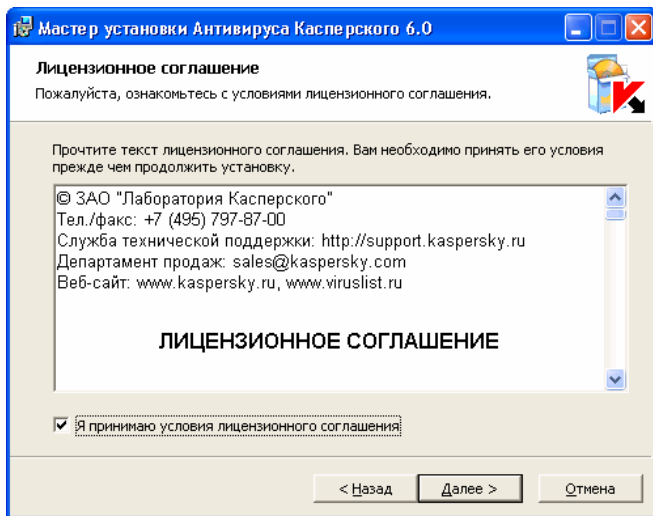 Мастер установки Антивируса Касперского 6.0
Лицензионное соглашение
Пожалуйста, ознакомьтесь с условиями лицензионного соглашения.
Прочтите текст лицензионного соглашения. Вам необходимо принять его условия
прежде чем продолжить установку.
© ЗАО "Лаборатория Касперского"
Тел./факс: +7 (495) 797-87-00
Служба технической поддержки: http://support.kaspersky.ru
Департамент продаж: sales@kaspersky.com
Веб-сайт: www.kaspersky.ru, www.viruslist.ru
ЛИЦЕНЗИОННОЕ СОГЛАШЕНИЕ
Я принимаю условия лицензионного соглашения
< Назад Далее > Отмена